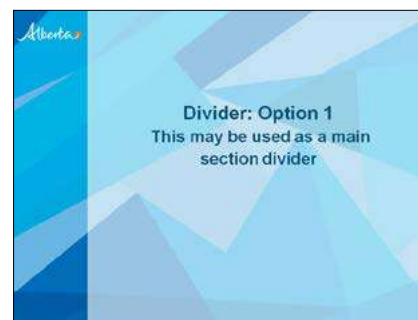 Alberta
Divider: Option 1
This may be used as a main
section divider